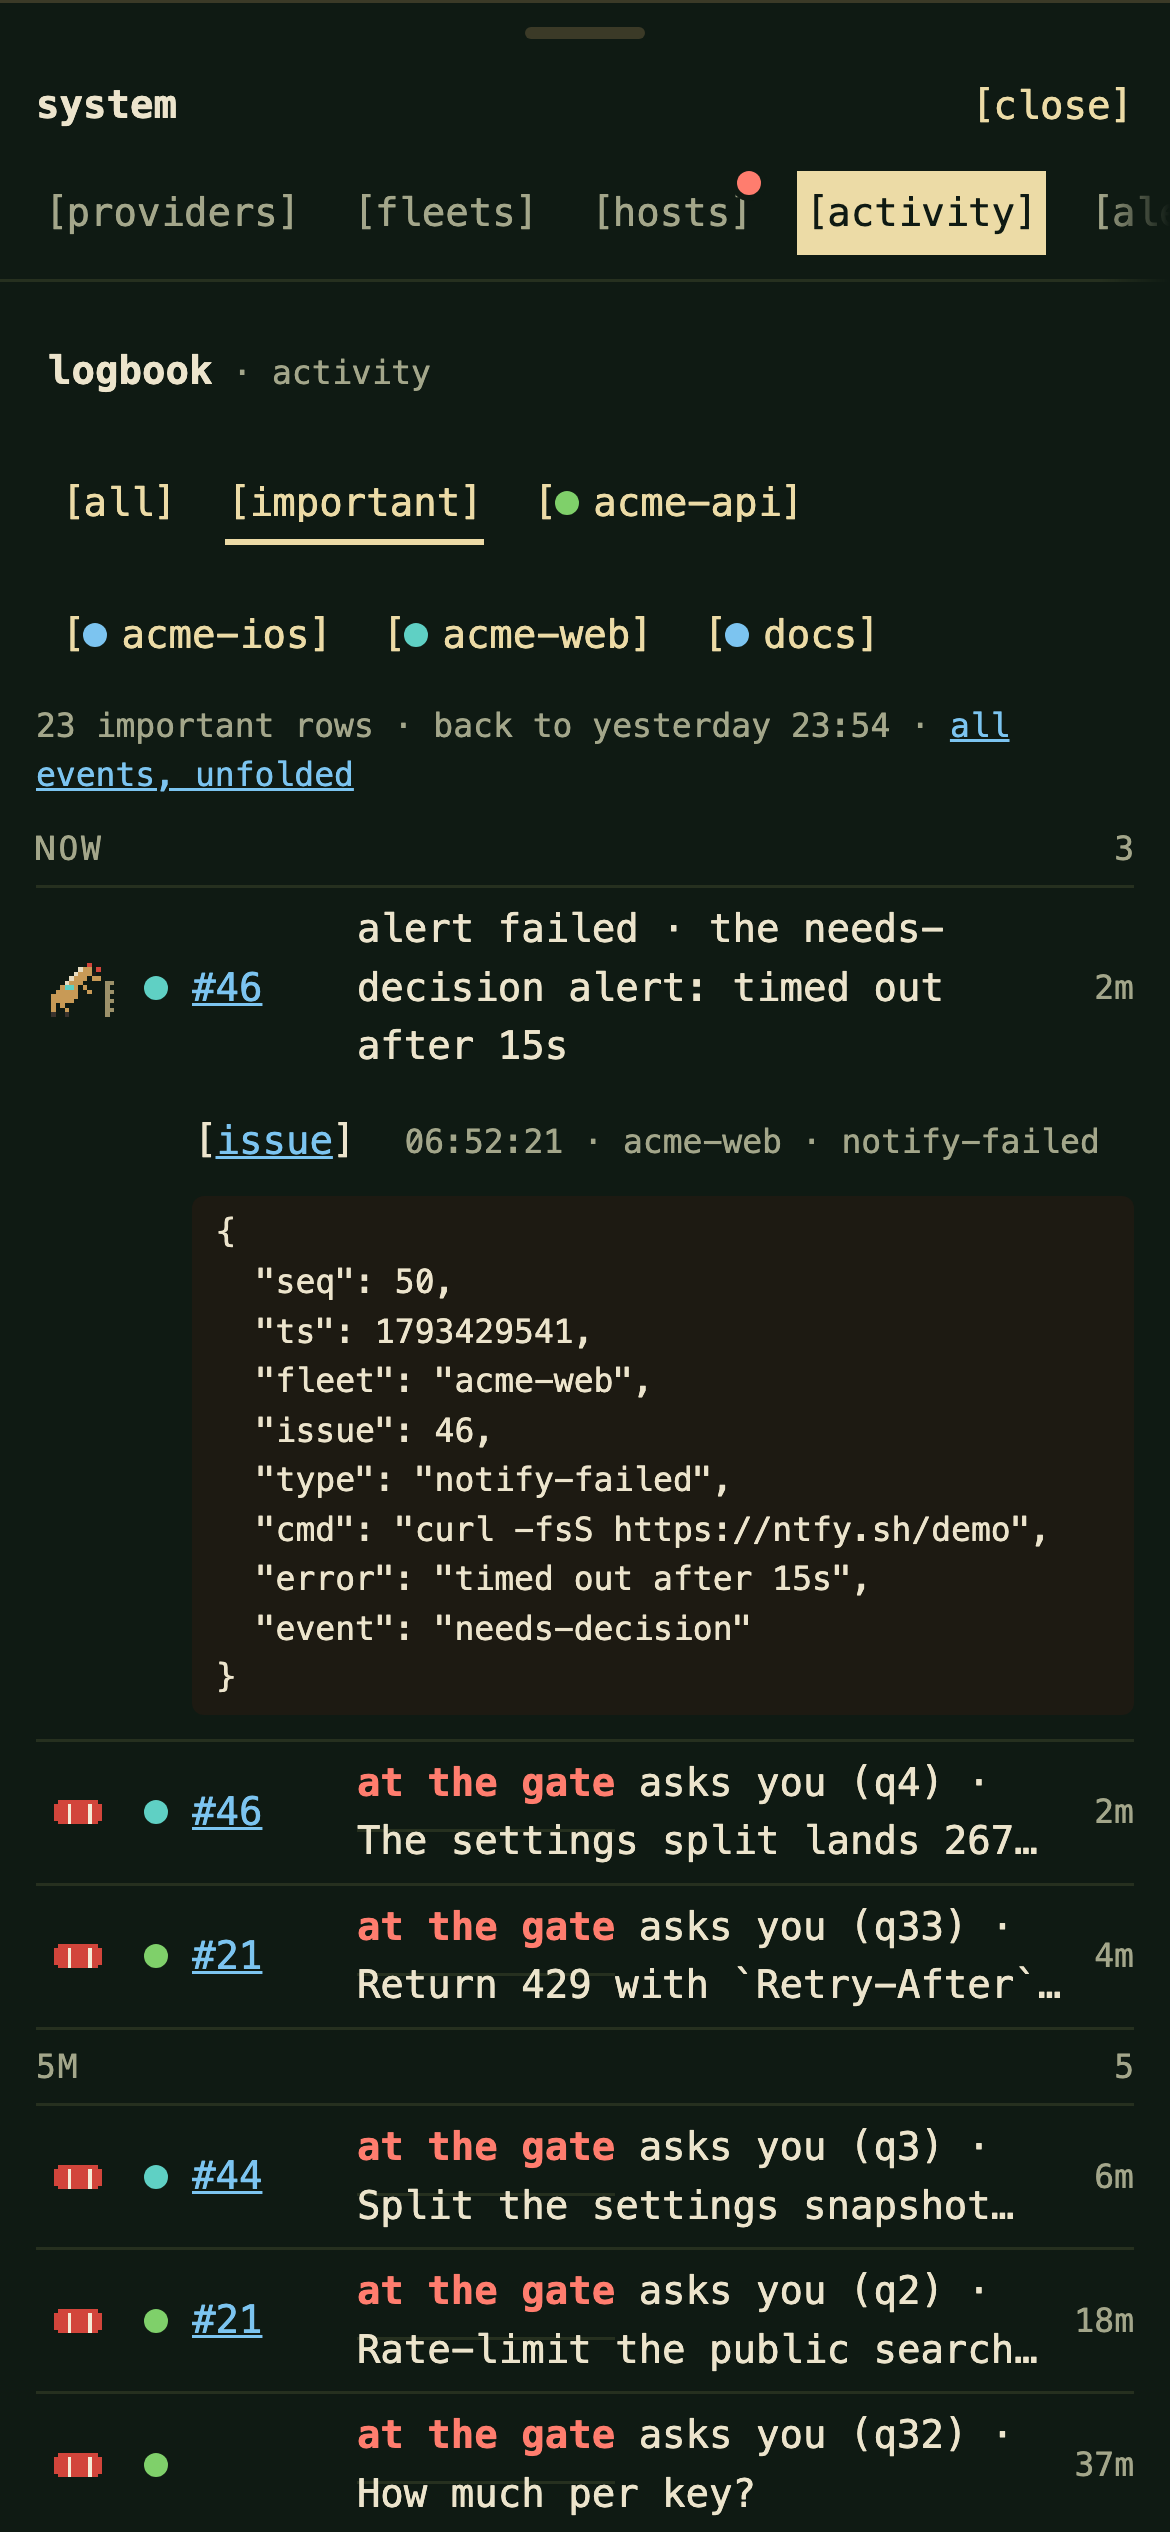 system [close]
[providers] [fleets] [hosts] [activity] [al
logbook · activity
[all] [important] [acme-api]
[acme-ios] [acme-web] [docs]
23 important rows · back to yesterday 23:54 · all
events, unfolded
NOW 3
alert failed · the needs-
#46 decision alert: timed out 2m
after 15s
[issue] 06:52:21 · acme-web · notify-failed
{
"seq": 50,
"ts": 1793429541,
"fleet": "acme-web",
"issue": 46,
"type": "notify-failed",
"cmd": "curl -fsS https://ntfy.sh/demo",
"error": "timed out after 15s",
"event": "needs-decision"
}
#46 at the gate asks you (q4) · 2m
The settings split lands 267…
#21 at the gate asks you (q33) · 4m
Return 429 with `Retry-After`…
5M 5
#44 at the gate asks you (q3) · 6m
Split the settings snapshot…
#21 at the gate asks you (q2) · 18m
Rate-limit the public search…
at the gate asks you (q32) · 37m
How much per key?